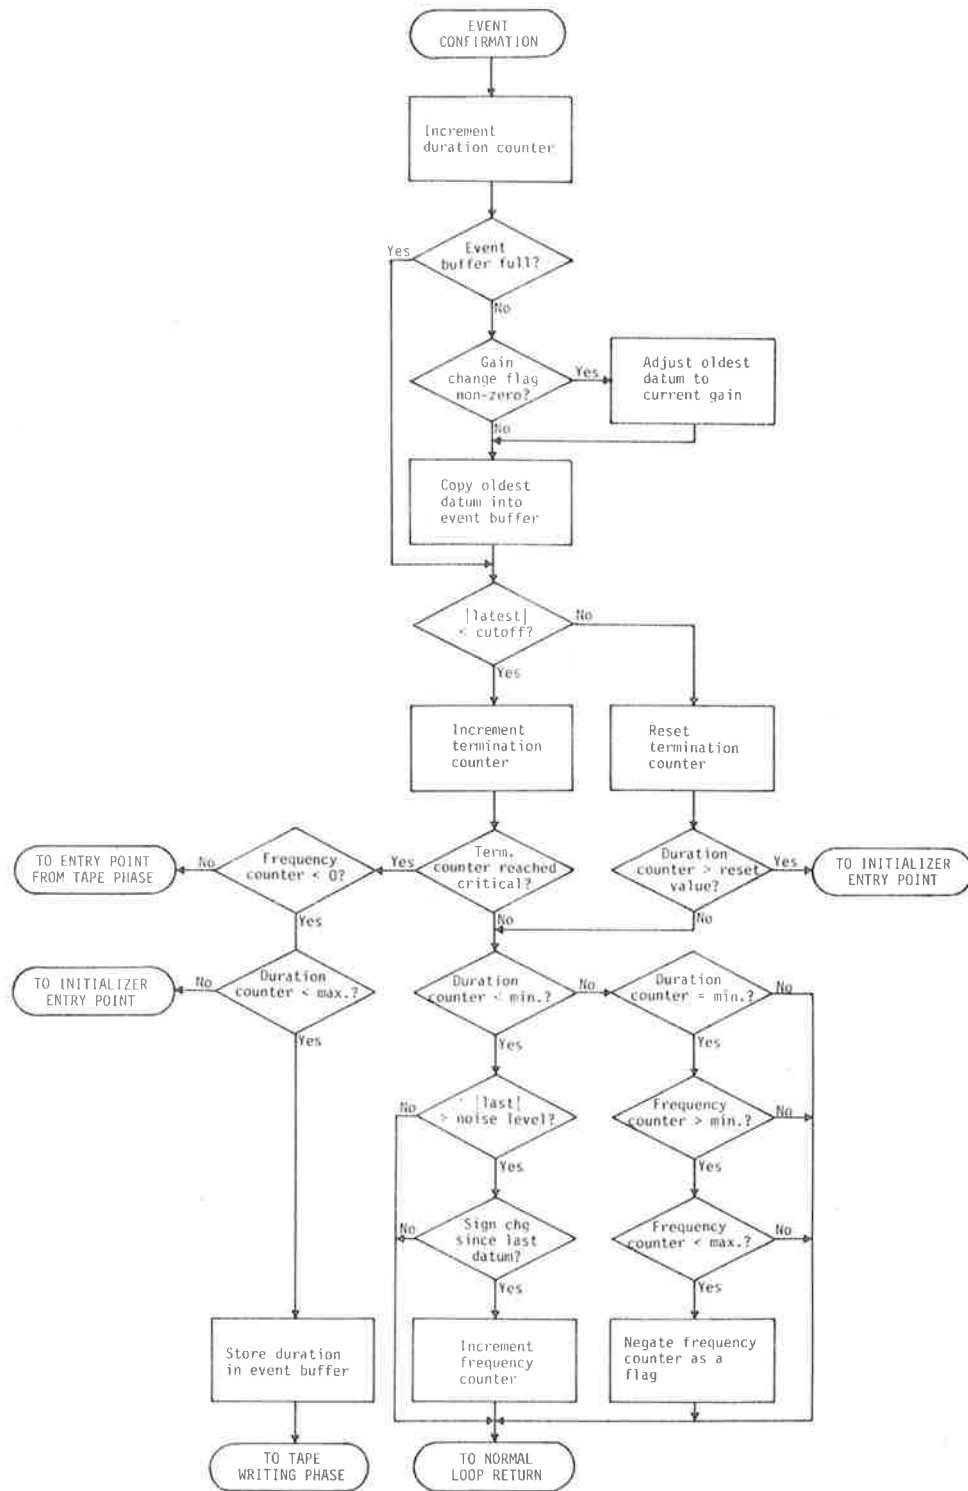 EVENT
CONFIRMATION
Increment
duration counter
Event
buffer full?
Yes
No
Gain
change flag
non-zero?
Yes
No
Adjust oldest
datum to
current gain
Copy oldest
datum into
event buffer
|latest|
< cutoff?
No
Yes
Increment
termination
counter
Reset
termination
counter
TO ENTRY POINT
FROM TAPE PHASE
No
Frequency
counter < 0?
Yes
Yes
Term.
counter reached
critical?
No
Duration
counter > reset
value?
Yes
No
TO INITIALIZER
ENTRY POINT
TO INITIALIZER
ENTRY POINT
No
Duration
counter < max.?
Yes
Duration
counter < min.?
No
Yes
Duration
counter = min.?
No
Yes
No
|last|
> noise level?
Yes
Frequency
counter > min.?
No
Yes
No
Sign chg
since last
datum?
Yes
Frequency
counter < max.?
No
Yes
Store duration
in event buffer
Increment
frequency
counter
Negate frequency
counter as a
flag
TO TAPE
WRITING PHASE
TO NORMAL
LOOP RETURN